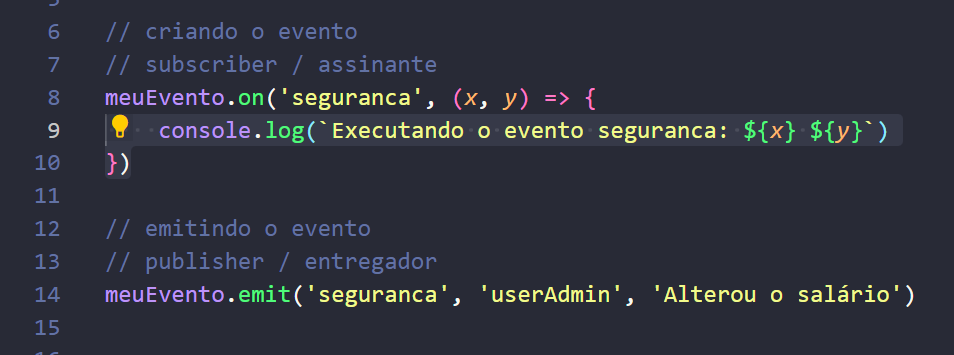 6 // criando o evento
7 // subscriber / assinante
8 meuEvento.on('seguranca', (x, y) => {
9 console.log(`Executando o evento seguranca: ${x} ${y}`)
10 })
11
12 // emitindo o evento
13 // publisher / entregador
14 meuEvento.emit('seguranca', 'userAdmin', 'Alterou o salário')
15